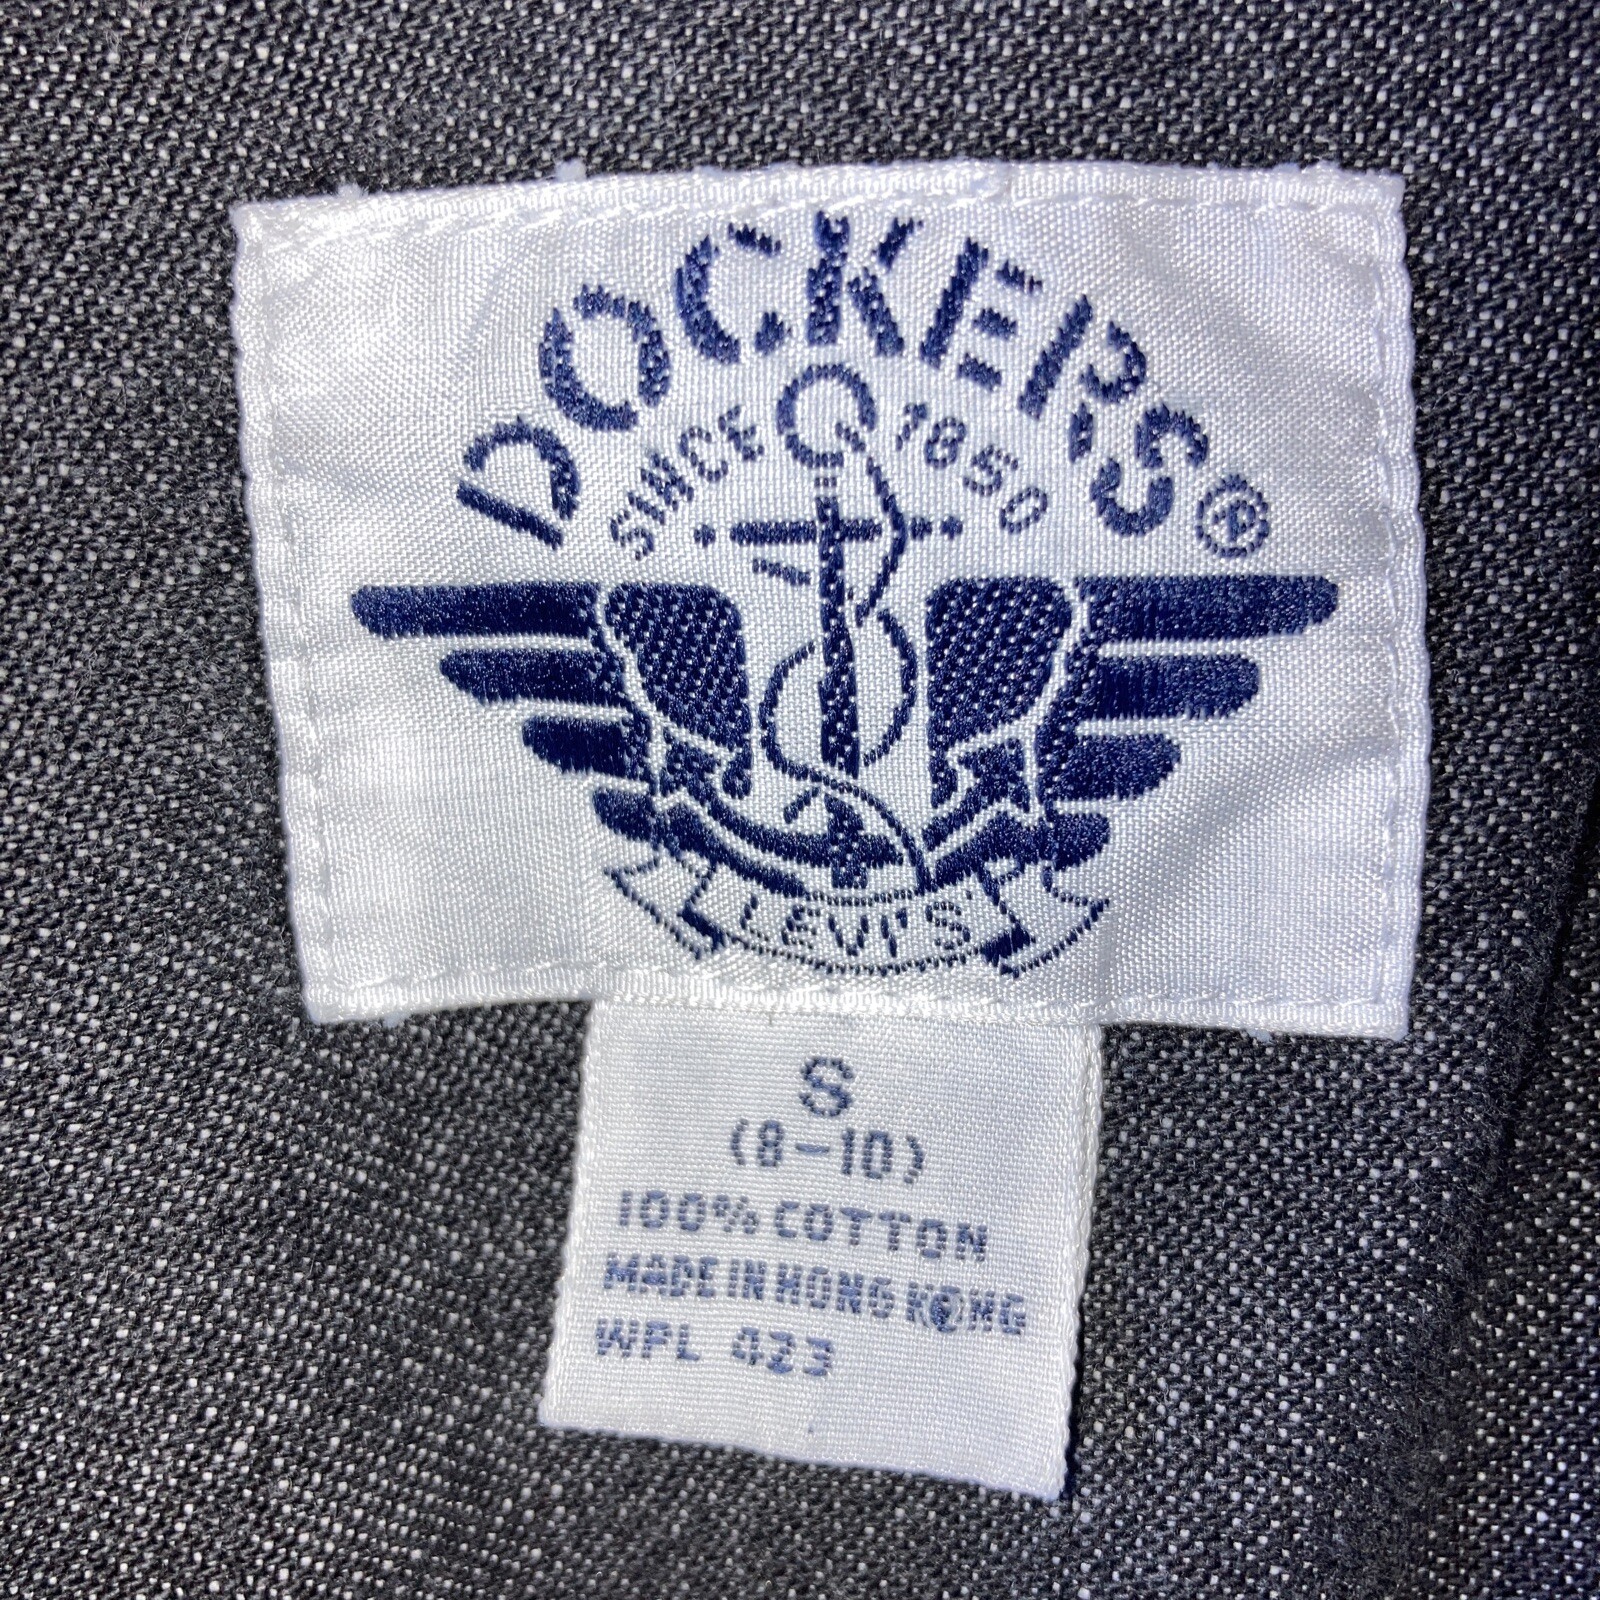 DOCKERS®
SINCE 1850
LEVI'S
S
(8-10)
100% COTTON
MADE IN HONG KONG
WPL 423